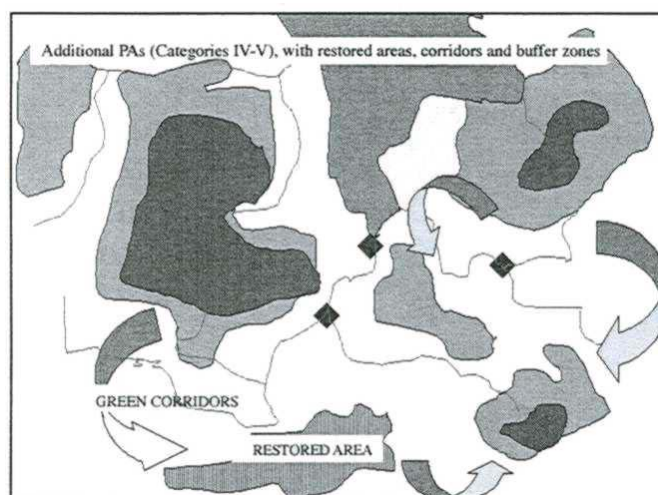 Additional PAs (Categories IV-V), with restored areas, corridors and buffer zones
GREEN CORRIDORS
RESTORED AREA